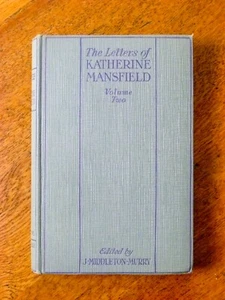 The Letters of
KATHERINE
MANSFIELD
Volume
Two
Edited by
J·MIDDLETON·MURRY